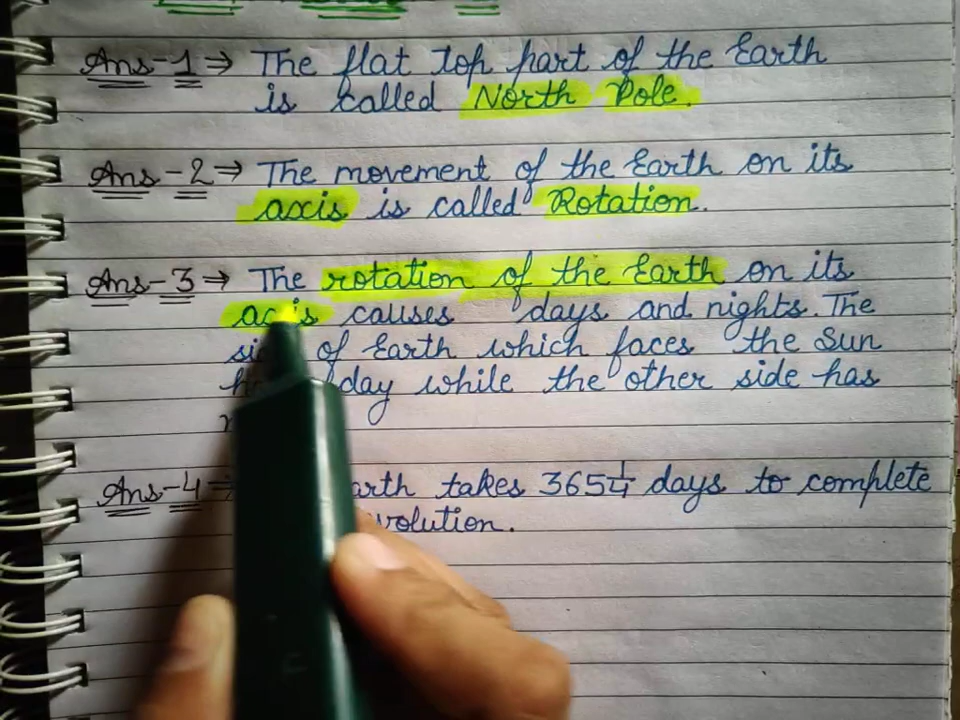 Ans-1⇒ The flat top part of the Earth
is called North Pole.
Ans-2⇒ The movement of the Earth on its
axis is called Rotation.
Ans-3⇒ The rotation of the Earth on its
axis causes days and nights. The
of Earth which faces the Sun
day while the other side has
Ans-4⇒ takes 365 1/4 days to complete